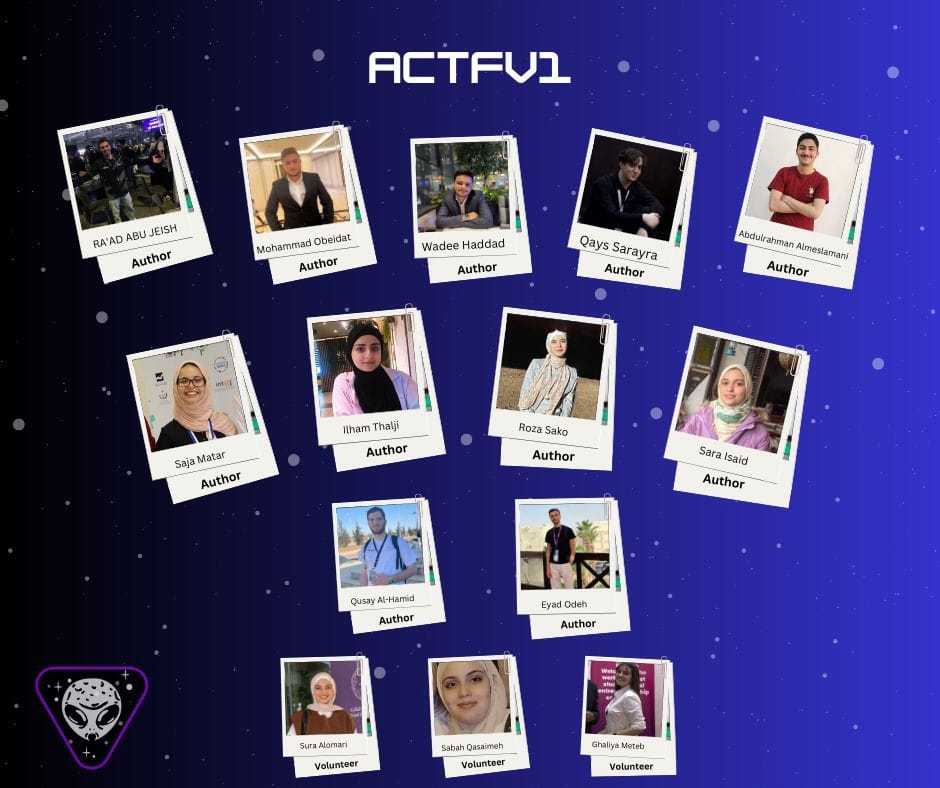 ACTFV1
RA'AD ABU JEISH
Author
Mohammad Obeidat
Author
Wadee Haddad
Author
Qays Sarayra
Author
Abdulrahman Almeslamani
Author
Saja Matar
Author
Ilham Thalji
Author
Roza Sako
Author
Sara Isaid
Author
Qusay Al-Hamid
Author
Eyad Odeh
Author
Sura Alomari
Volunteer
Sabah Qasaimeh
Volunteer
Ghaliya Meteb
Volunteer